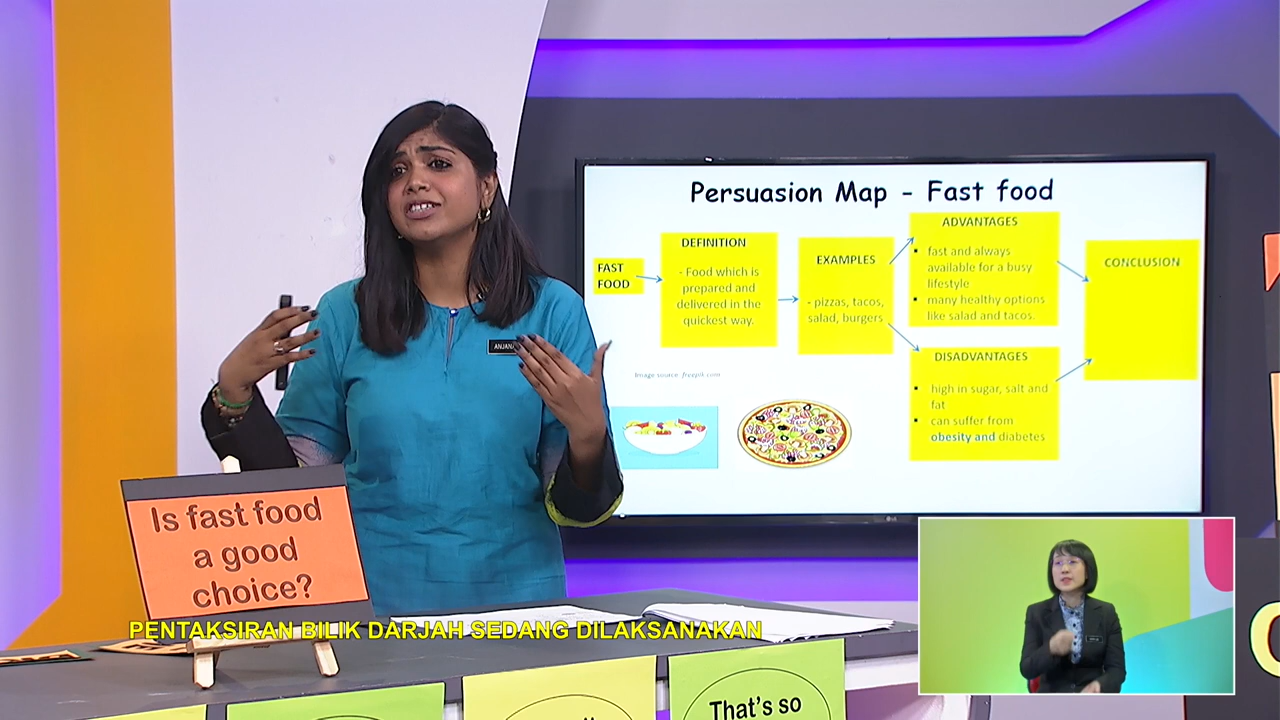 Persuasion Map - Fast food
FAST
FOOD
DEFINITION
- Food which is
prepared and
delivered in the
quickest way.
EXAMPLES
- pizzas, tacos,
salad, burgers
ADVANTAGES
▪ fast and always
available for a busy
lifestyle
▪ many healthy options
like salad and tacos.
DISADVANTAGES
▪ high in sugar, salt and
fat
▪ can suffer from
obesity and diabetes
CONCLUSION
Image source: freepik.com
Is fast food
a good
choice?
PENTAKSIRAN BILIK DARJAH SEDANG DILAKSANAKAN
That's so